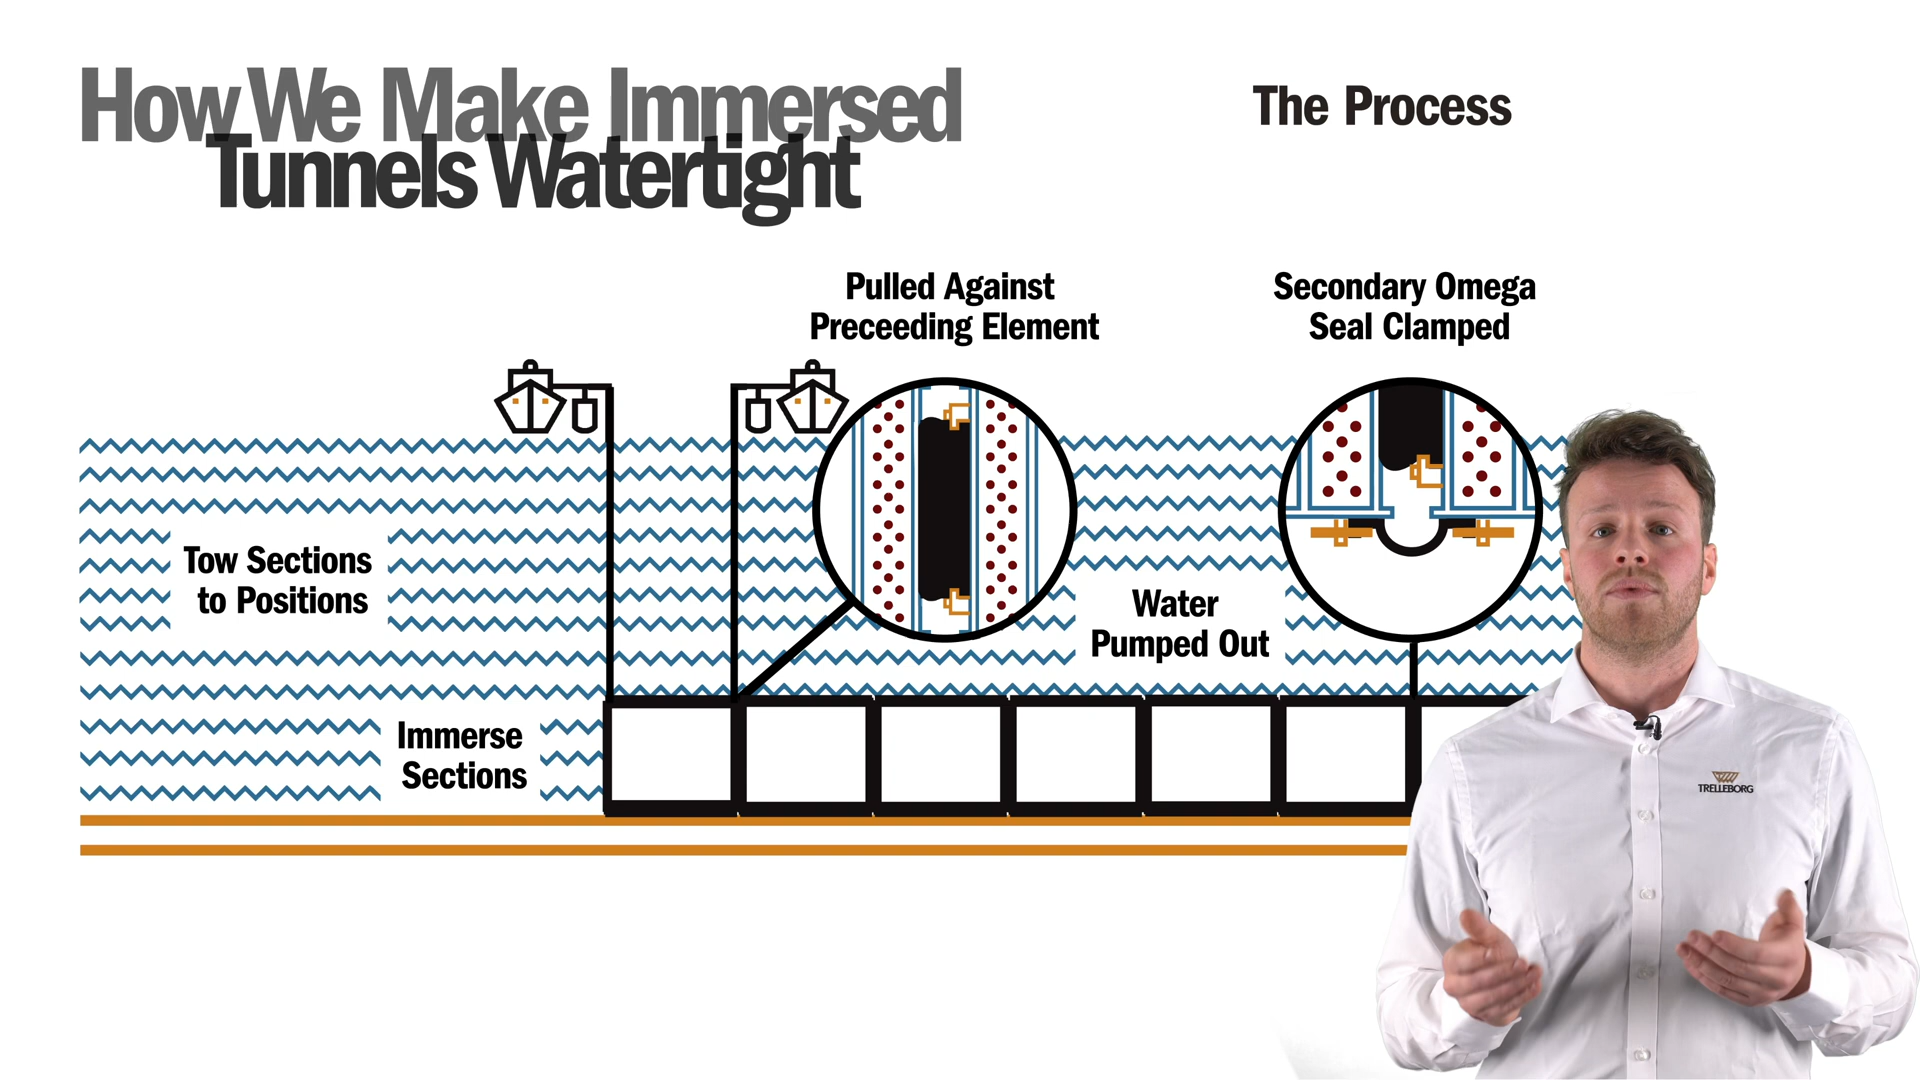 How We Make Immersed
Tunnels Watertight
The Process
Pulled Against
Preceeding Element
Secondary Omega
Seal Clamped
Tow Sections
to Positions
Water
Pumped Out
Immerse
Sections
TRELLEBORG